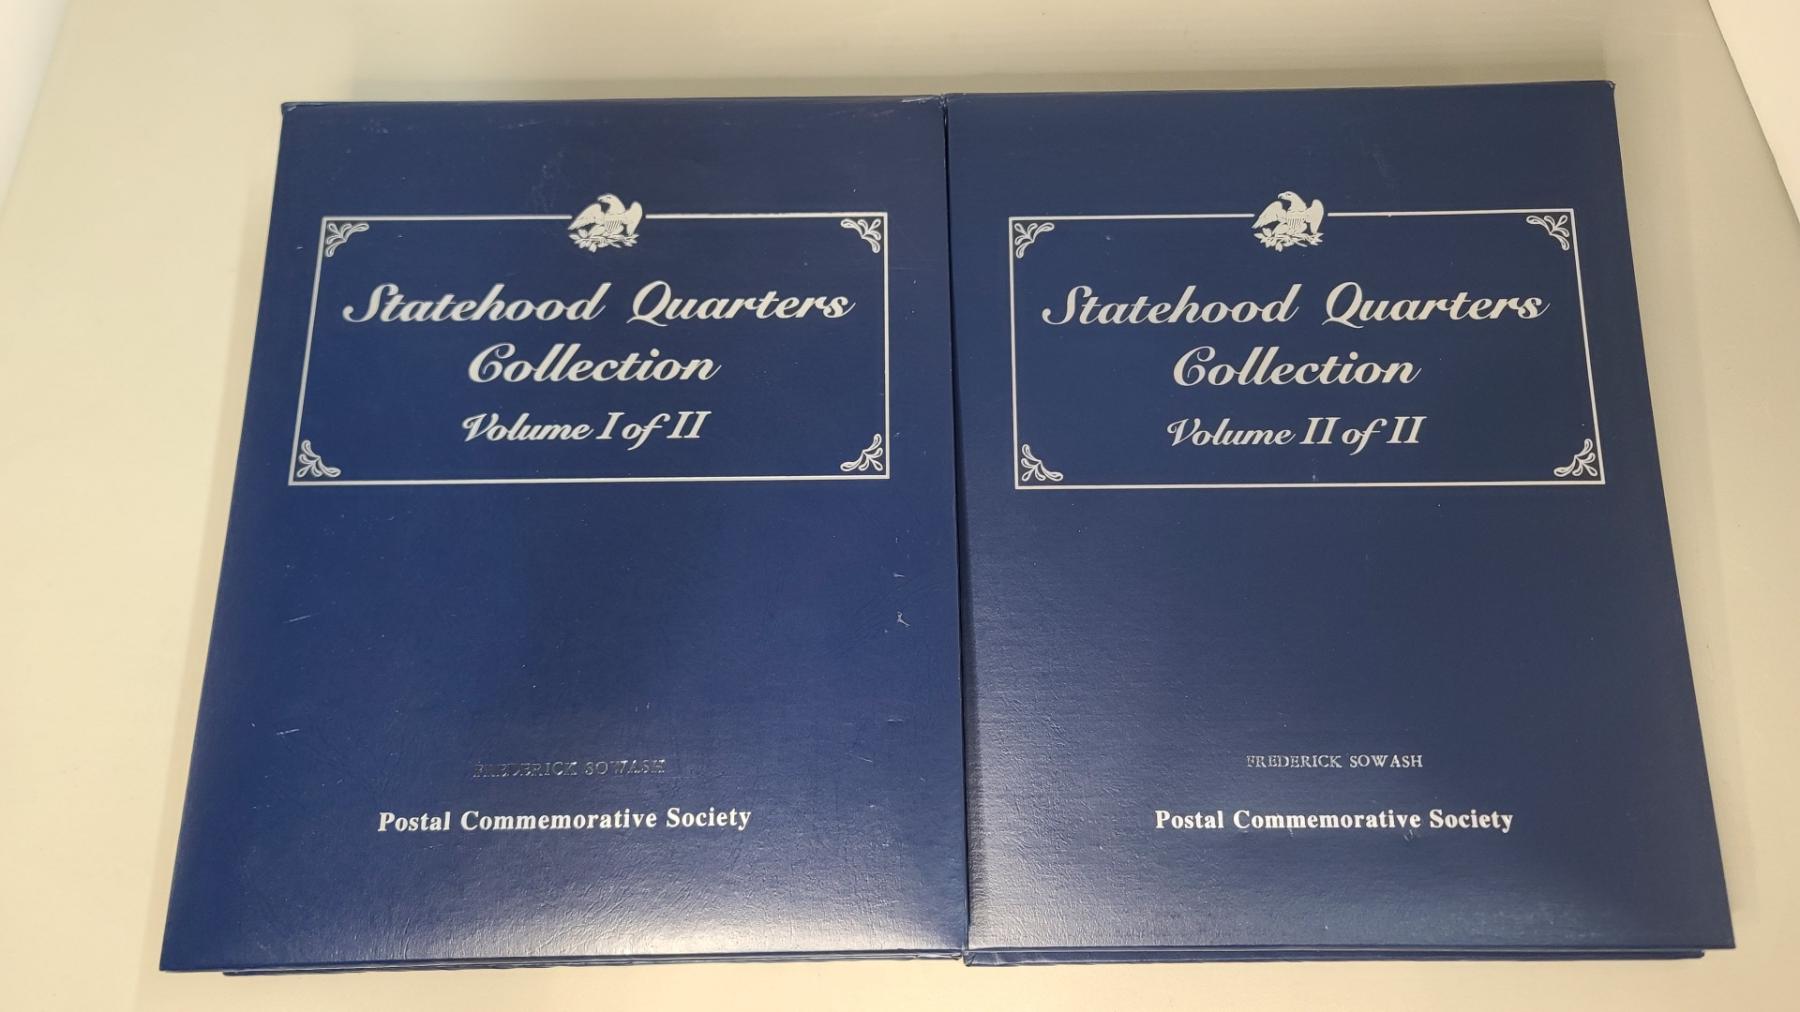 Statehood Quarters
Collection
Volume I of II
FREDERICK SOWASH
Postal Commemorative Society
Statehood Quarters
Collection
Volume II of II
FREDERICK SOWASH
Postal Commemorative Society